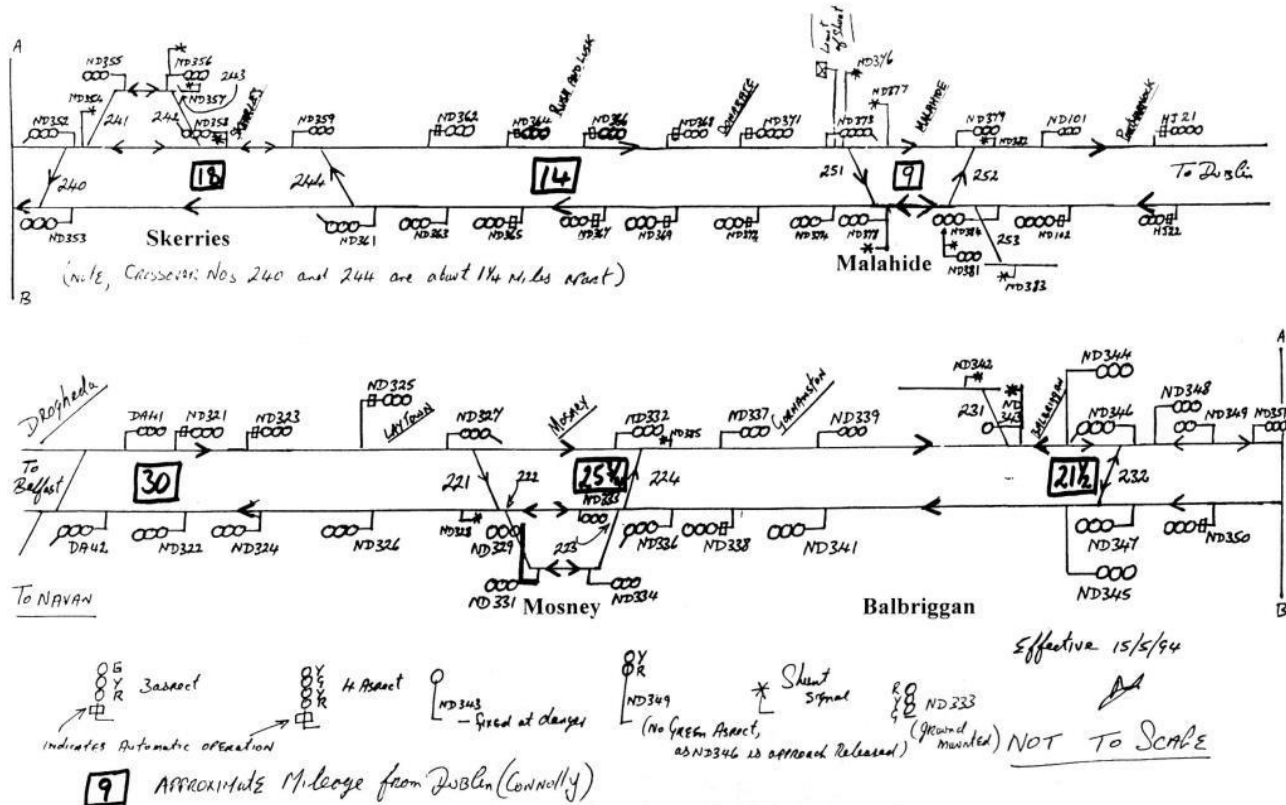 A
ND355
ND356
243
ND354
ND357
ND352
241
242
ND358
SKERRIES
ND359
ND362
ND364
RUSH AND LUSK
ND366
ND368
DONABATE
ND371
Limit of Shunt
ND376
ND377
ND373
MALAHIDE
ND379
ND382
ND101
PORTMARNOCK
HJ21
240
18
244
14
251
9
252
To Dublin
ND353
Skerries
ND361
ND363
ND365
ND367
ND369
ND372
ND374
ND378
Malahide
ND384
ND381
253
ND383
ND102
HJ22
(NOTE, CROSSOVERS NOS 240 and 244 are about 1¼ Miles apart)
B
DROGHEDA
DA41
ND321
ND323
ND325
LAYTOWN
ND327
MOSNEY
ND332
ND335
ND337
GORMANSTON
ND339
ND342
231
ND343
BALBRIGGAN
ND344
ND346
ND348
ND349
ND351
A
To Belfast
30
221
222
25¾
224
21½
232
DA42
ND322
ND324
ND326
ND328
ND329
ND333
223
ND336
ND338
ND341
ND347
ND350
To NAVAN
ND331
Mosney
ND334
Balbriggan
ND345
B
Effective 15/5/94
G
Y
R
3 aspect
Y
G
Y
R
4 Aspect
ND343
- fixed at danger
Y
R
ND349
(No GREEN ASPECT,
as ND346 is approach Released)
Shunt
Signal
R
Y
G
ND333
(ground
mounted)
NOT TO SCALE
INDICATES AUTOMATIC OPERATION
9 APPROXIMATE Mileage from Dublin (Connolly)